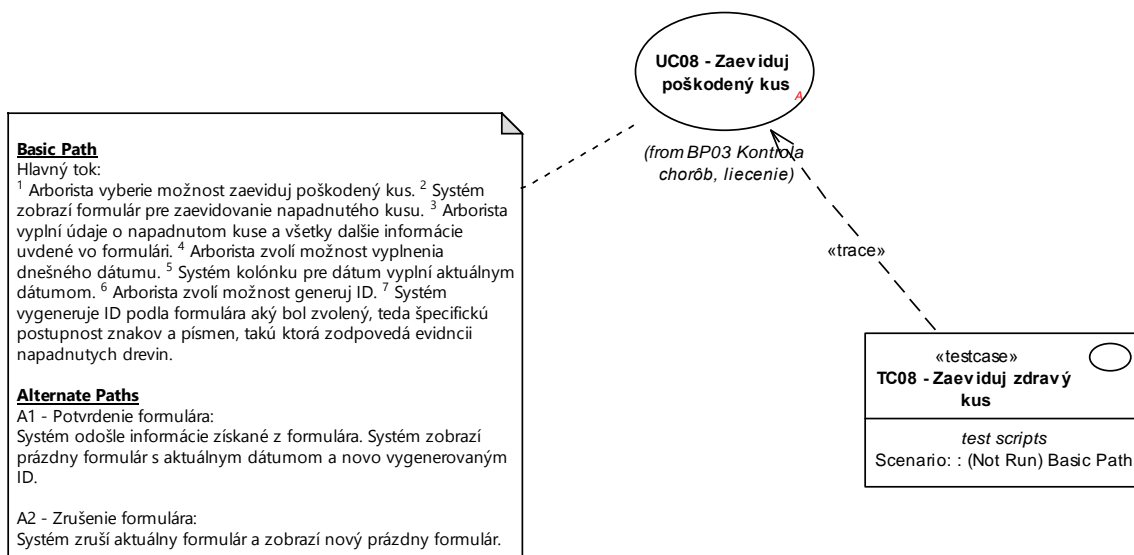 UC08 - Zaeviduj
poškodený kus
A
(from BP03 Kontrola
chorôb, liecenie)
Basic Path
Hlavný tok:
1 Arborista vyberie možnost zaeviduj poškodený kus. 2 Systém
zobrazí formulár pre zaevidovanie napadnutého kusu. 3 Arborista
vyplní údaje o napadnutom kuse a všetky dalšie informácie
uvedené vo formulári. 4 Arborista zvolí možnost vyplnenia
dnešného dátumu. 5 Systém kolónku pre dátum vyplní aktuálnym
dátumom. 6 Arborista zvolí možnost generuj ID. 7 Systém
vygeneruje ID podla formulára aký bol zvolený, teda špecifickú
postupnost znakov a písmen, takú ktorá zodpovedá evidncii
napadnutych drevin.
Alternate Paths
A1 - Potvrdenie formulára:
Systém odošle informácie získané z formulára. Systém zobrazí
prázdny formulár s aktuálnym dátumom a novo vygenerovaným
ID.
A2 - Zrušenie formulára:
Systém zruší aktuálny formulár a zobrazí nový prázdny formulár.
«trace»
«testcase»
TC08 - Zaeviduj zdravý
kus
test scripts
Scenario: : (Not Run) Basic Path